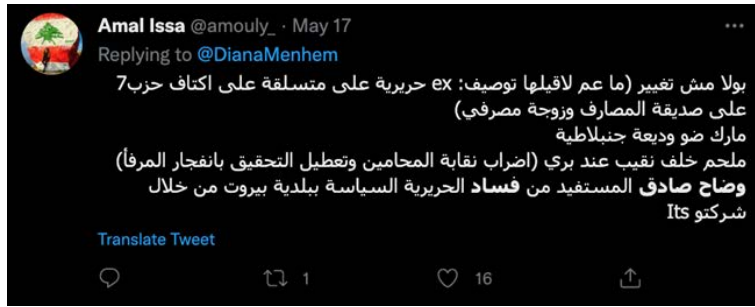 Amal Issa @amouly_ · May 17
Replying to @DianaMenhem
بولا مش تغيير (ما عم لاقيلها توصيف: ex حريرية على متسلقة على اكتاف حزب7
على صديقة المصارف وزوجة مصرفي)
مارك ضو وديعة جنبلاطية
ملحم خلف نقيب عند بري (اضراب نقابة المحامين وتعطيل التحقيق بانفجار المرفأ)
وضاح صادق المستفيد من فساد الحريرية السياسة ببلدية بيروت من خلال
شركتو Its
Translate Tweet
1 16